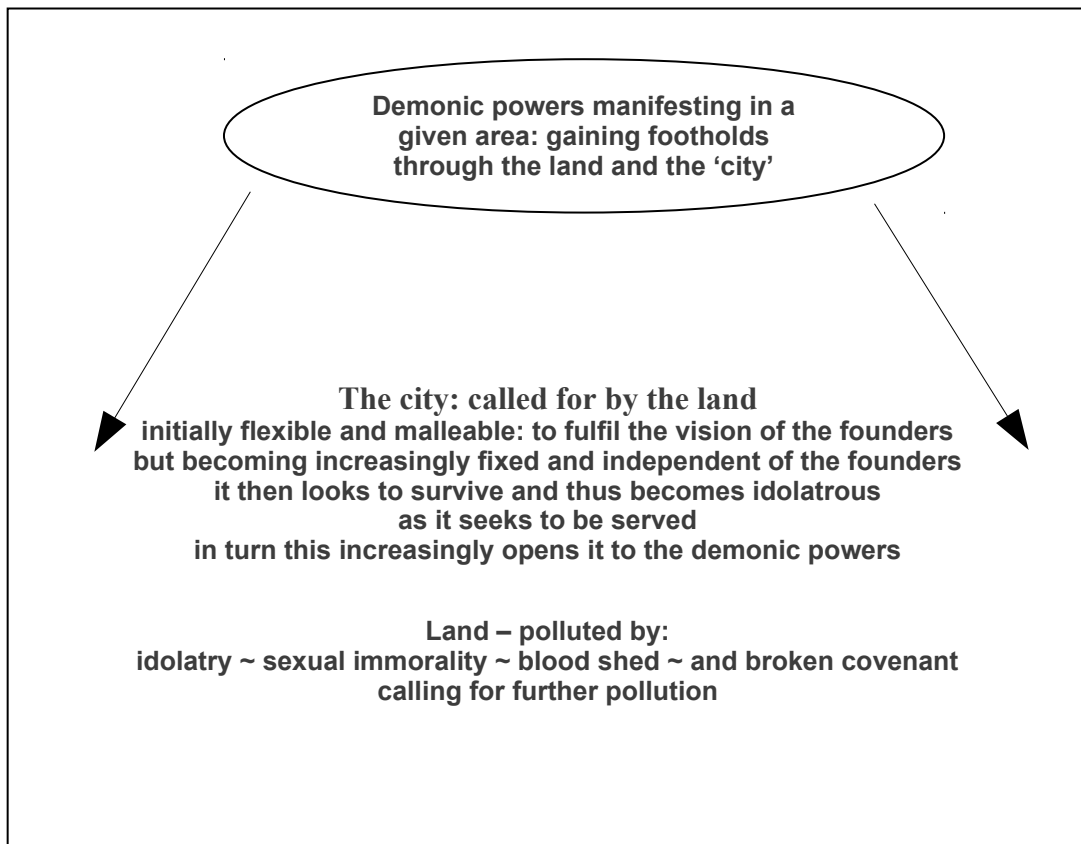 Demonic powers manifesting in a
given area: gaining footholds
through the land and the ‘city’
The city: called for by the land
initially flexible and malleable: to fulfil the vision of the founders
but becoming increasingly fixed and independent of the founders
it then looks to survive and thus becomes idolatrous
as it seeks to be served
in turn this increasingly opens it to the demonic powers
Land – polluted by:
idolatry ~ sexual immorality ~ blood shed ~ and broken covenant
calling for further pollution